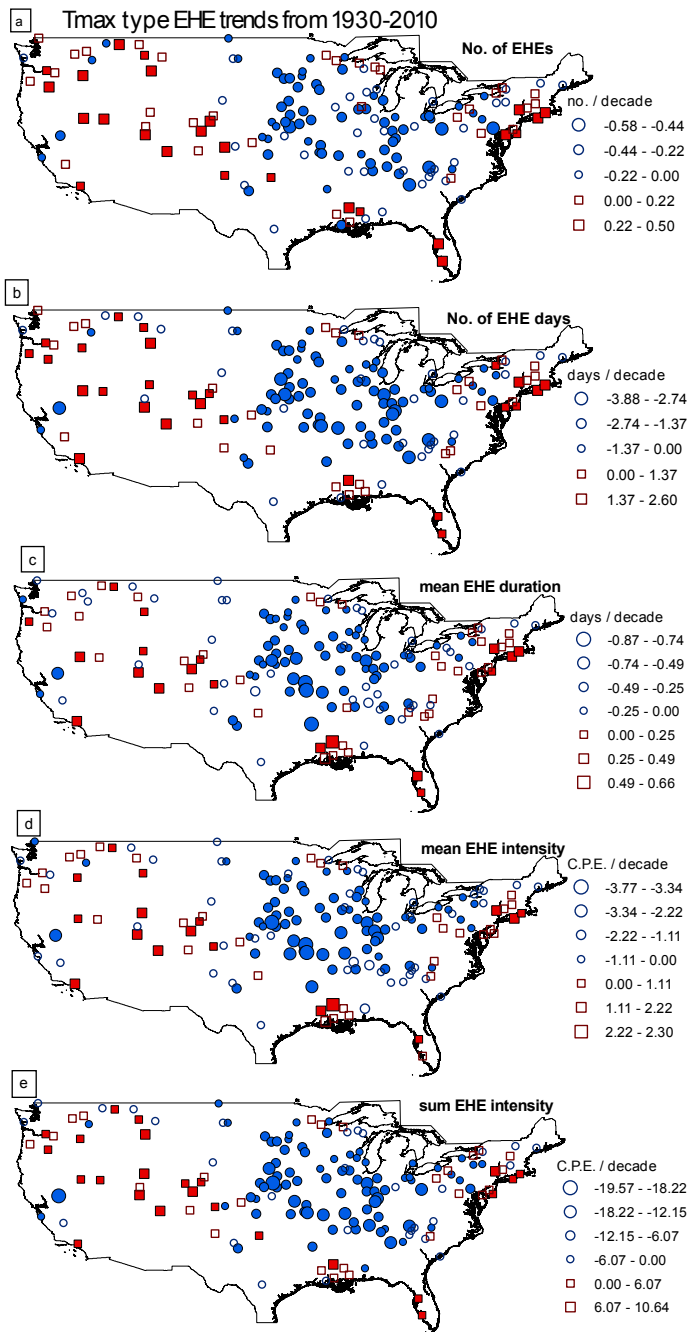 a
Tmax type EHE trends from 1930-2010
No. of EHEs
no. / decade
-0.58 - -0.44
-0.44 - -0.22
-0.22 - 0.00
0.00 - 0.22
0.22 - 0.50
b
No. of EHE days
days / decade
-3.88 - -2.74
-2.74 - -1.37
-1.37 - 0.00
0.00 - 1.37
1.37 - 2.60
c
mean EHE duration
days / decade
-0.87 - -0.74
-0.74 - -0.49
-0.49 - -0.25
-0.25 - 0.00
0.00 - 0.25
0.25 - 0.49
0.49 - 0.66
d
mean EHE intensity
C.P.E. / decade
-3.77 - -3.34
-3.34 - -2.22
-2.22 - -1.11
-1.11 - 0.00
0.00 - 1.11
1.11 - 2.22
2.22 - 2.30
e
sum EHE intensity
C.P.E. / decade
-19.57 - -18.22
-18.22 - -12.15
-12.15 - -6.07
-6.07 - 0.00
0.00 - 6.07
6.07 - 10.64